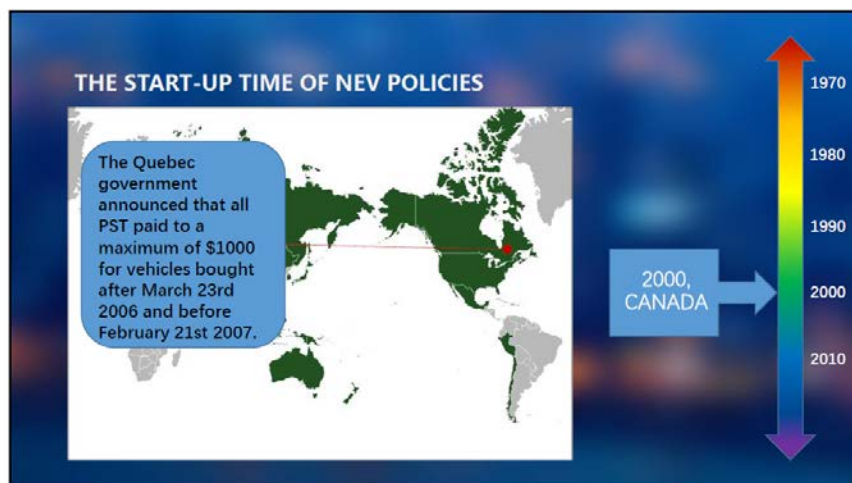 THE START-UP TIME OF NEV POLICIES
The Quebec
government
announced that all
PST paid to a
maximum of $1000
for vehicles bought
after March 23rd
2006 and before
February 21st 2007.
2000,
CANADA
1970
1980
1990
2000
2010